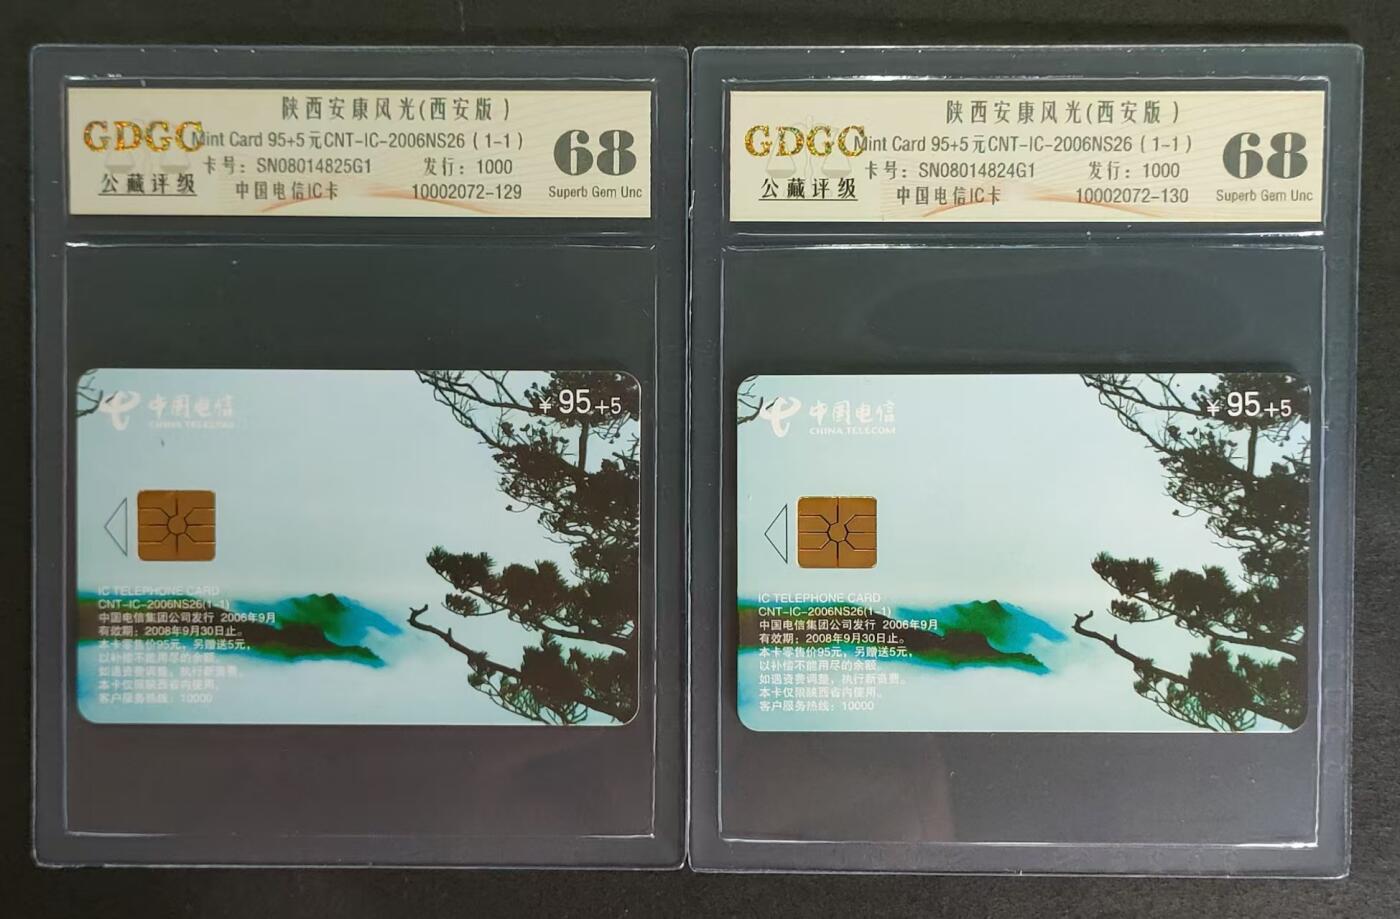 陕西安康风光(西安版)
GDGC
Mint Card 95+5元CNT-IC-2006NS26 (1-1)
68
卡号: SN08014825G1 发行: 1000
公藏评级
中国电信IC卡 10002072-129
Superb Gem Unc
中国电信
CHINA TELECOM
¥95+5
IC TELEPHONE CARD
CNT-IC-2006NS26(1-1)
中国电信集团公司发行 2006年9月
有效期: 2008年9月30日止。
本卡零售价95元, 另赠送5元,
以补偿不能用尽的余额。
如遇资费调整, 执行新资费。
本卡仅限陕西省内使用。
客户服务热线: 10000
陕西安康风光(西安版)
GDGC
Mint Card 95+5元CNT-IC-2006NS26 (1-1)
68
卡号: SN08014824G1 发行: 1000
公藏评级
中国电信IC卡 10002072-130
Superb Gem Unc
中国电信
CHINA TELECOM
¥95+5
IC TELEPHONE CARD
CNT-IC-2006NS26(1-1)
中国电信集团公司发行 2006年9月
有效期: 2008年9月30日止。
本卡零售价95元, 另赠送5元,
以补偿不能用尽的余额。
如遇资费调整, 执行新资费。
本卡仅限陕西省内使用。
客户服务热线: 10000